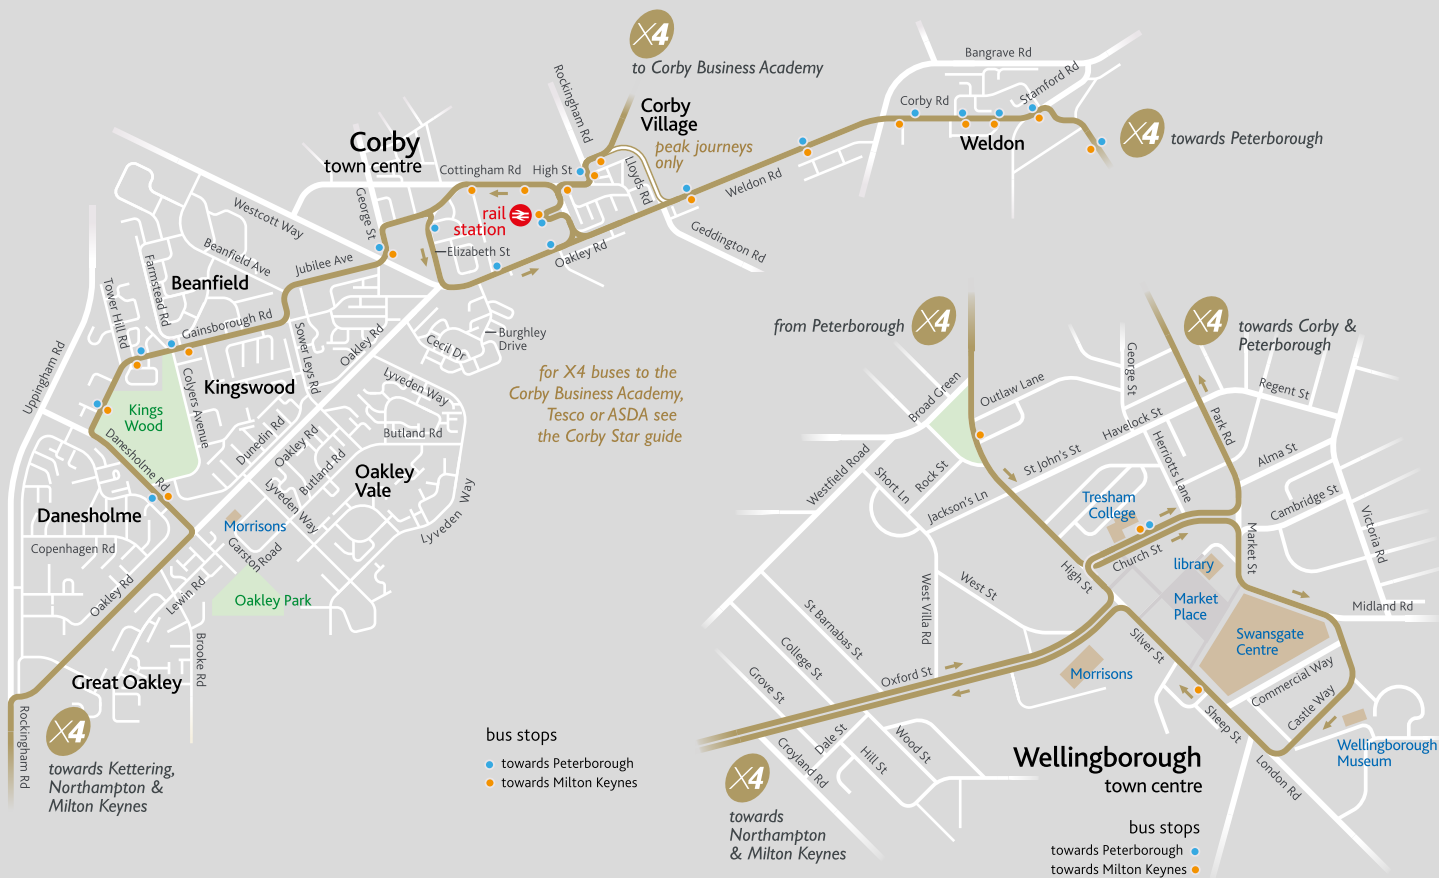 X4
to Corby Business Academy
Bangrave Rd
Stamford Rd
Corby Rd
Weldon
X4
towards Peterborough
Rockingham Rd
Corby
Village
peak journeys
only
Corby
town centre
Cottingham Rd
High St
Lloyds Rd
Weldon Rd
George St
rail
station
Elizabeth St
Oakley Rd
Geddington Rd
Westcott Way
Beanfield Ave
Jubilee Ave
Beanfield
Farmstead Rd
Tower Hill Rd
Gainsborough Rd
Sower Leys Rd
Oakley Rd
Cecil Dr
Burghley
Drive
Uppingham Rd
Kingswood
Colyers Avenue
Lyveden Way
Kings
Wood
Butland Rd
Dunedin Rd
Oakley Rd
Butland Rd
Danesholme Rd
Oakley
Vale
Lyveden Way
Lyveden Way
Danesholme
Morrisons
Copenhagen Rd
Garston Road
Oakley Rd
Lewin Rd
Oakley Park
Brooke Rd
Great Oakley
Rockingham Rd
X4
towards Kettering,
Northampton &
Milton Keynes
for X4 buses to the
Corby Business Academy,
Tesco or ASDA see
the Corby Star guide
bus stops
towards Peterborough
towards Milton Keynes
from Peterborough
X4
X4
towards Corby &
Peterborough
Broad Green
Outlaw Lane
George St
Regent St
Havelock St
Park Rd
Herriotts Lane
St John's St
Alma St
Westfield Road
Short Ln
Rock St
Jackson's Ln
Tresham
College
Cambridge St
Victoria Rd
Market St
Church St
High St
library
Market
Place
West St
West Villa Rd
St Barnabas St
College St
Grove St
Oxford St
Silver St
Swansgate
Centre
Midland Rd
Morrisons
Commercial Way
Castle Way
Sheep St
Croyland Rd
Dale St
Hill St
Wood St
Wellingborough
Museum
London Rd
Wellingborough
town centre
X4
towards
Northampton
& Milton Keynes
bus stops
towards Peterborough
towards Milton Keynes